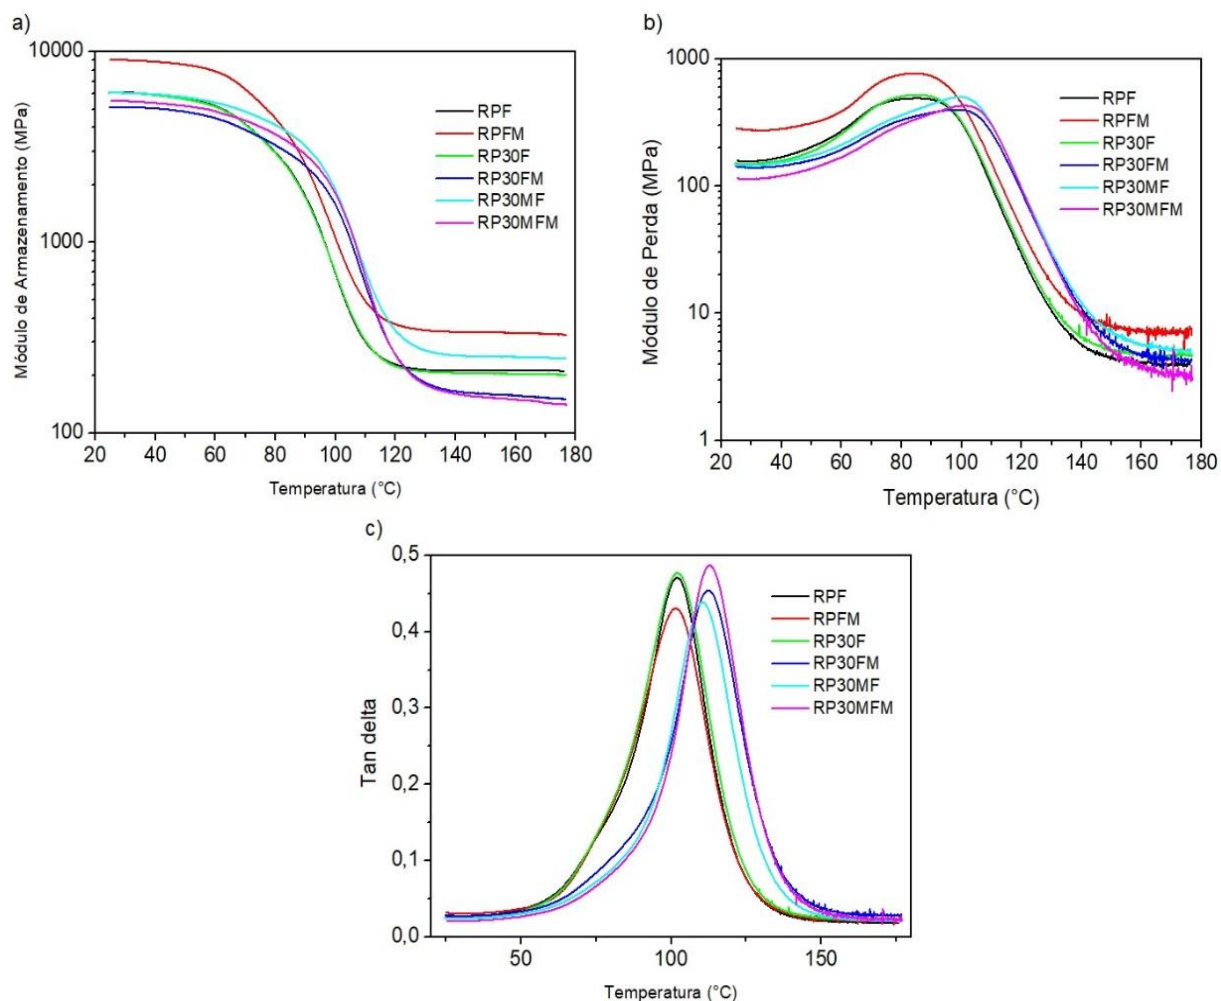 a)
10000
1000
100
Módulo de Armazenamento (MPa)
RPF
RPFM
RP30F
RP30FM
RP30MF
RP30MFM
20 40 60 80 100 120 140 160 180
Temperatura (°C)
b)
1000
100
10
1
Módulo de Perda (MPa)
RPF
RPFM
RP30F
RP30FM
RP30MF
RP30MFM
20 40 60 80 100 120 140 160 180
Temperatura (°C)
c)
0,5
0,4
0,3
0,2
0,1
0,0
Tan delta
RPF
RPFM
RP30F
RP30FM
RP30MF
RP30MFM
50 100 150
Temperatura (°C)